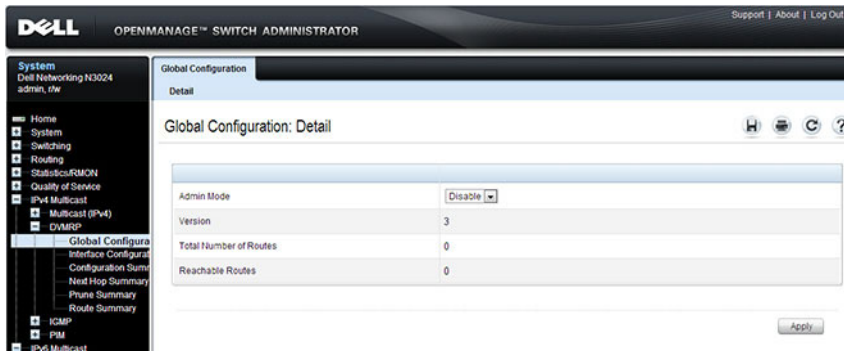 Support | About | Log Out
DELL OPENMANAGE™ SWITCH ADMINISTRATOR
System
Dell Networking N3024
admin, r/w
Home
System
Switching
Routing
Statistics/RMON
Quality of Service
IPv4 Multicast
Multicast (IPv4)
DVMRP
Global Configura
Interface Configurat
Configuration Summ
Next Hop Summary
Prune Summary
Route Summary
IGMP
PIM
IPv6 Multicast
Global Configuration
Detail
Global Configuration: Detail
Admin Mode Disable
Version 3
Total Number of Routes 0
Reachable Routes 0
Apply